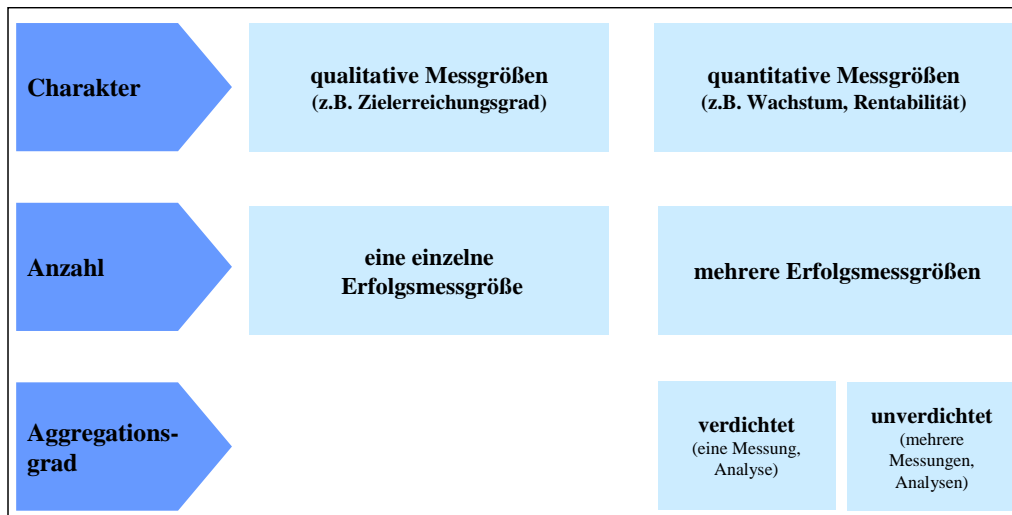 Charakter
qualitative Messgrößen
(z.B. Zielerreichungsgrad)
quantitative Messgrößen
(z.B. Wachstum, Rentabilität)
Anzahl
eine einzelne
Erfolgsmessgröße
mehrere Erfolgsmessgrößen
Aggregations-
grad
verdichtet
(eine Messung,
Analyse)
unverdichtet
(mehrere
Messungen,
Analysen)